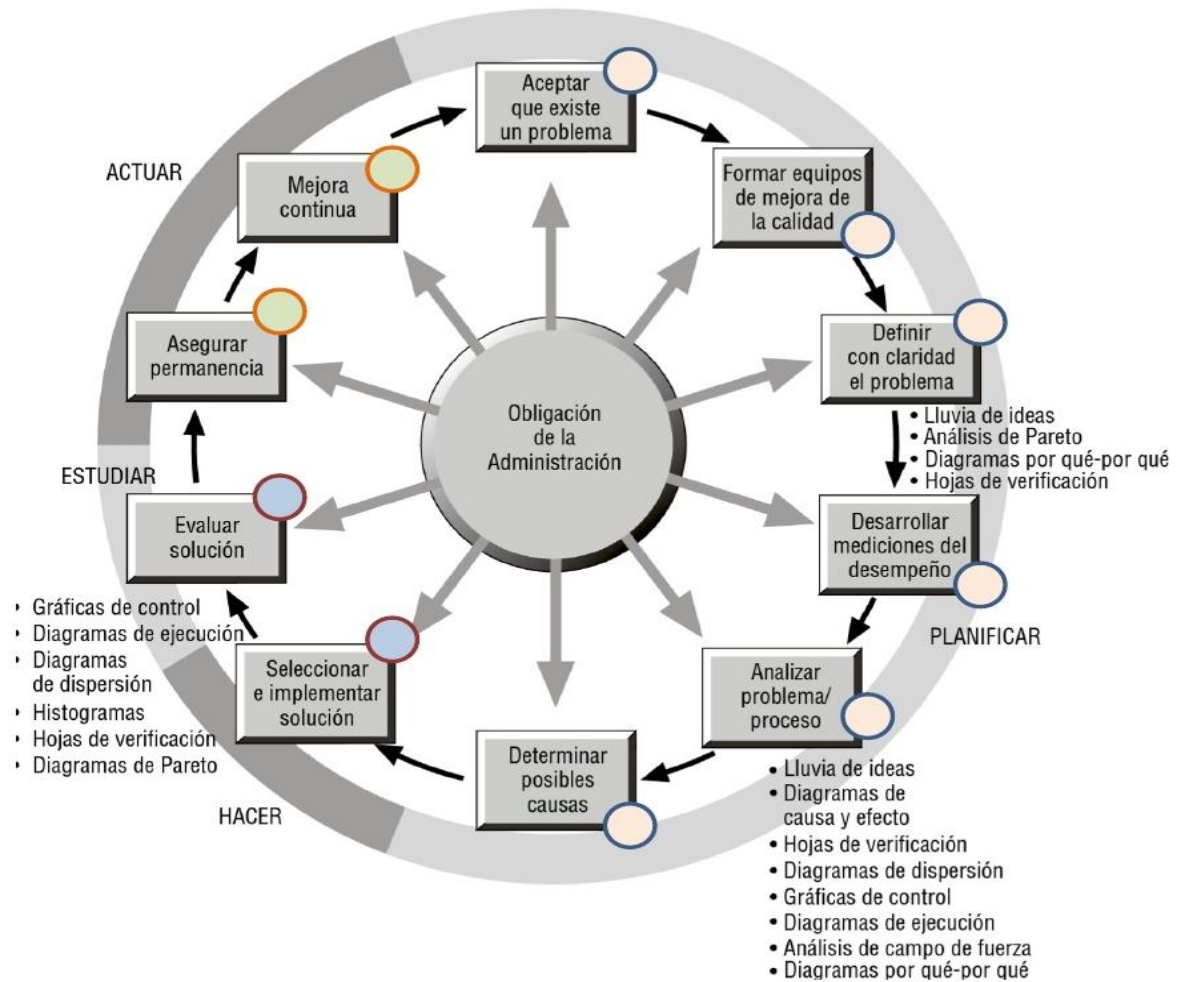 Aceptar
que existe
un problema
Formar equipos
de mejora de
la calidad
Definir
con claridad
el problema
• Lluvia de ideas
• Análisis de Pareto
• Diagramas por qué-por qué
• Hojas de verificación
Desarrollar
mediciones del
desempeño
PLANIFICAR
Analizar
problema/
proceso
• Lluvia de ideas
• Diagramas de
causa y efecto
• Hojas de verificación
• Diagramas de dispersión
• Gráficas de control
• Diagramas de ejecución
• Análisis de campo de fuerza
• Diagramas por qué-por qué
Determinar
posibles
causas
HACER
Seleccionar
e implementar
solución
ESTUDIAR
Evaluar
solución
• Gráficas de control
• Diagramas de ejecución
• Diagramas
de dispersión
• Histogramas
• Hojas de verificación
• Diagramas de Pareto
Asegurar
permanencia
ACTUAR
Mejora
continua
Obligación
de la
Administración